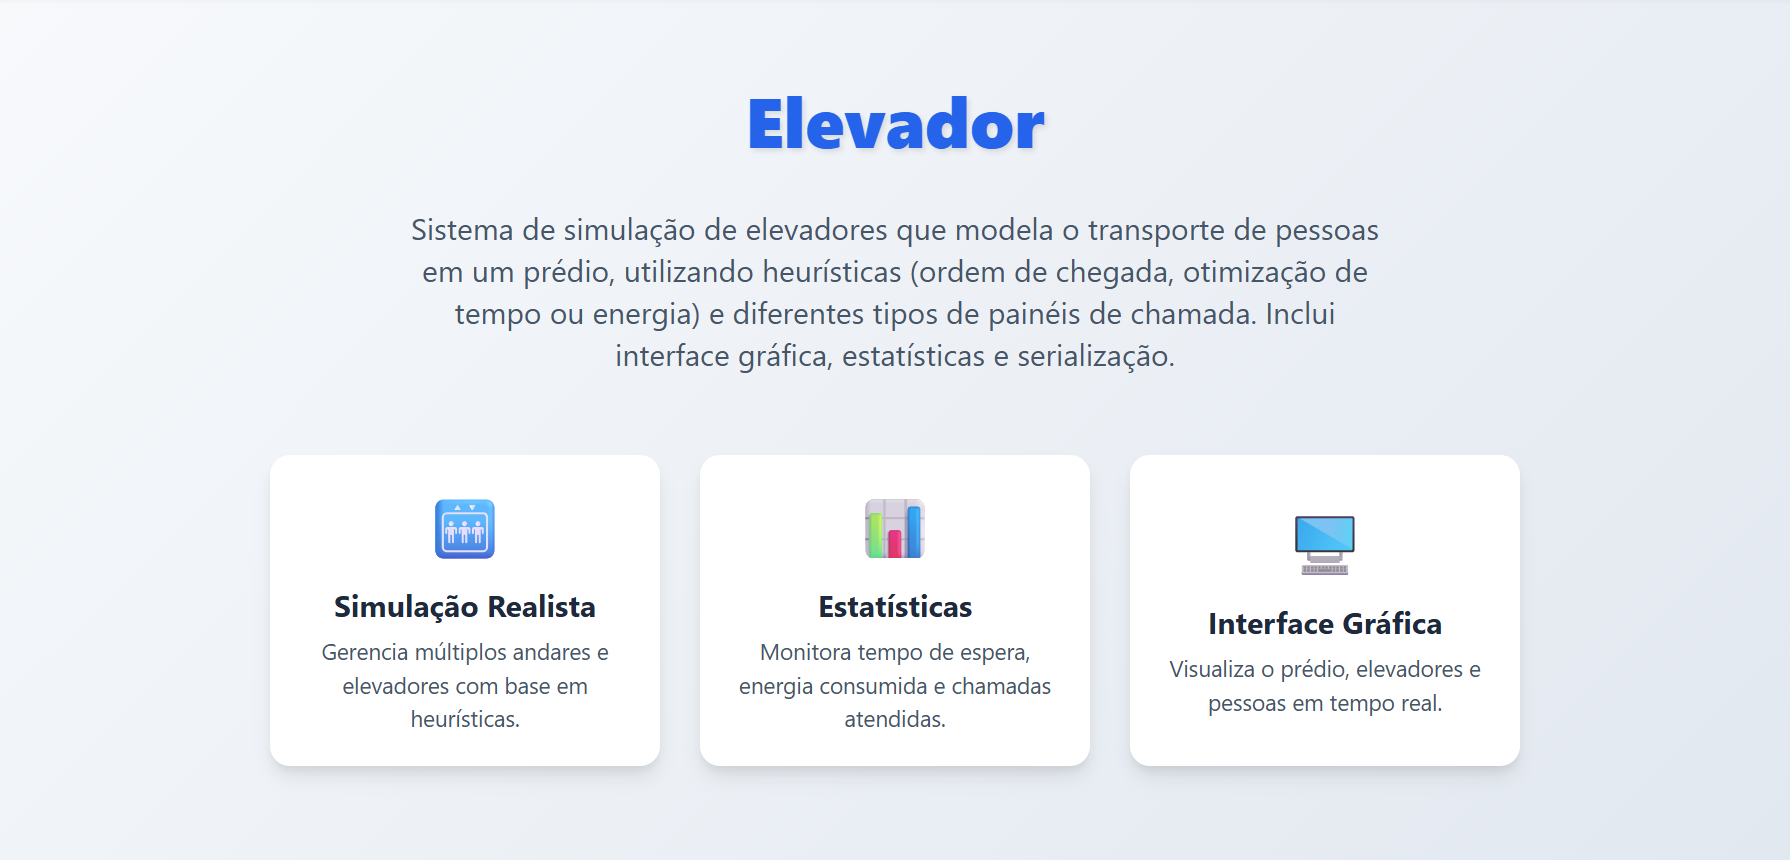 Elevador
Sistema de simulação de elevadores que modela o transporte de pessoas
em um prédio, utilizando heurísticas (ordem de chegada, otimização de
tempo ou energia) e diferentes tipos de painéis de chamada. Inclui
interface gráfica, estatísticas e serialização.
Simulação Realista
Gerencia múltiplos andares e
elevadores com base em
heurísticas.
Estatísticas
Monitora tempo de espera,
energia consumida e chamadas
atendidas.
Interface Gráfica
Visualiza o prédio, elevadores e
pessoas em tempo real.